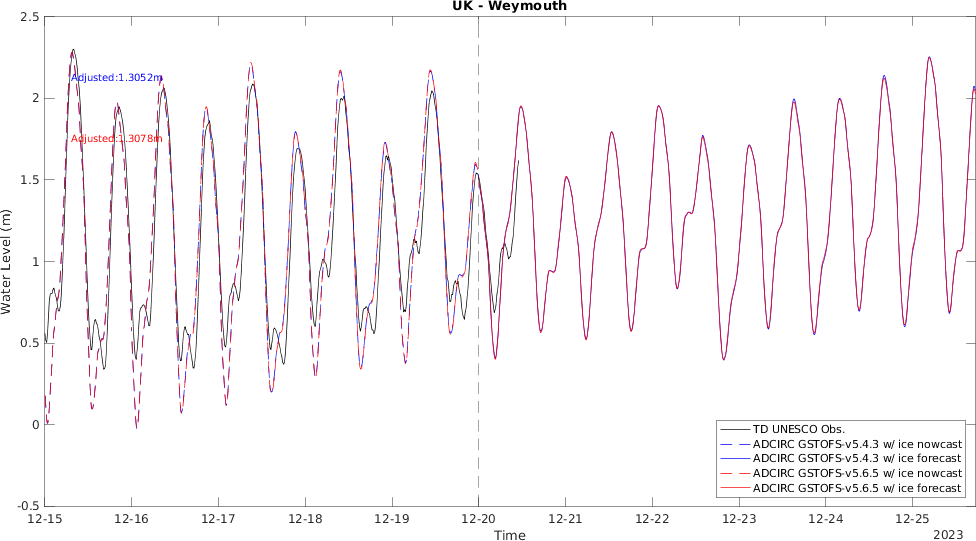 UK - Weymouth
2.5
2
1.5
1
0.5
0
-0.5
Water Level (m)
Adjusted:1.3052m
Adjusted:1.3078m
TD UNESCO Obs.
ADCIRC GSTOFS-v5.4.3 w/ ice nowcast
ADCIRC GSTOFS-v5.4.3 w/ ice forecast
ADCIRC GSTOFS-v5.6.5 w/ ice nowcast
ADCIRC GSTOFS-v5.6.5 w/ ice forecast
12-15 12-16 12-17 12-18 12-19 12-20 12-21 12-22 12-23 12-24 12-25
Time
2023